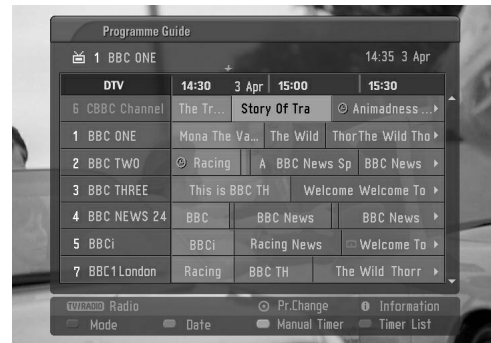 Programme Guide
1 BBC ONE 14:35 3 Apr
DTV 14:30 3 Apr 15:00 15:30
6 CBBC Channel The Tr... Story Of Tra Animadness ...
1 BBC ONE Mona The Va... The Wild ThorThe Wild Tho
2 BBC TWO Racing A BBC News Sp BBC News
3 BBC THREE This is BBC TH Welcome Welcome To
4 BBC NEWS 24 BBC BBC News BBC News
5 BBCi BBCi Racing News Welcome To
7 BBC1 London Racing BBC TH The Wild Thorr
TV/RADIO Radio Pr.Change Information
Mode Date Manual Timer Timer List